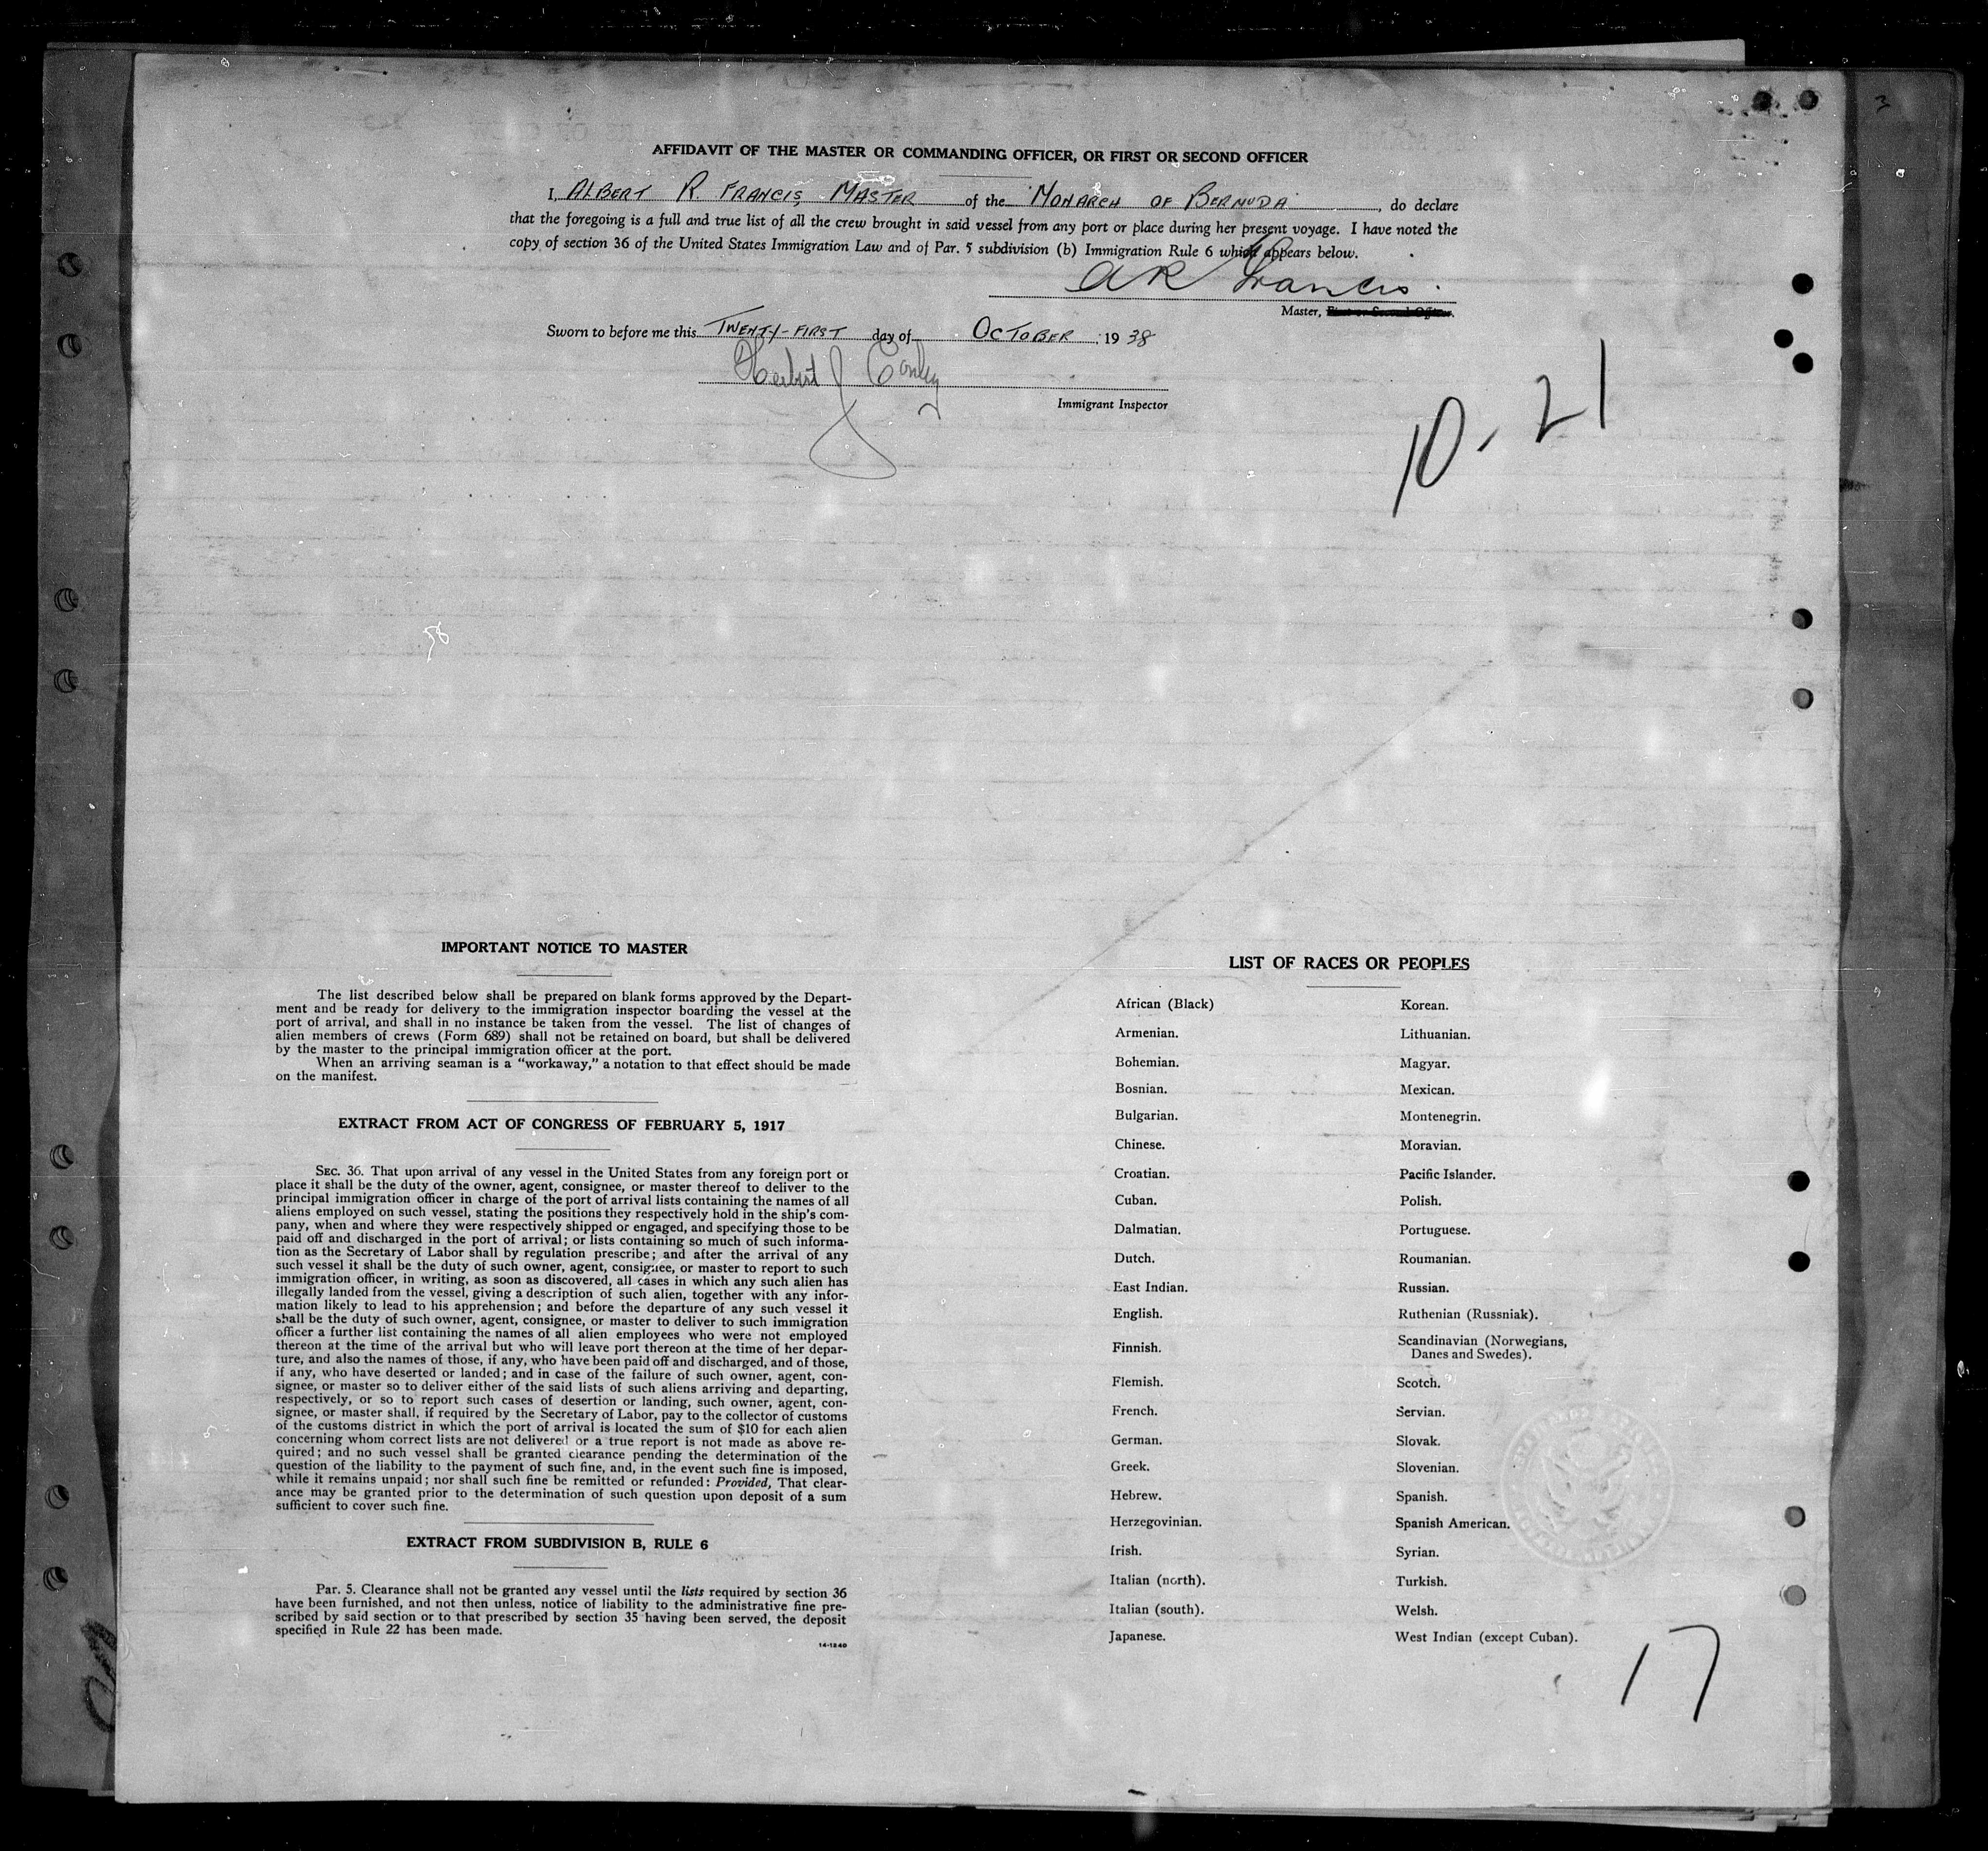 AFFIDAVIT OF THE MASTER OR COMMANDING OFFICER, OR FIRST OR SECOND OFFICER
I, ALBERT R. FRANCIS, MASTER of the MONARCH OF BERMUDA, do declare
that the foregoing is a full and true list of all the crew brought in said vessel from any port or place during her present voyage. I have noted the
copy of section 36 of the United States Immigration Law and of Par. 5 subdivision (b) Immigration Rule 6 which appears below.
A R Francis.
Master, First or Second Officer.
Sworn to before me this TWENTY-FIRST day of OCTOBER, 1938
Herbert J Conley
Immigrant Inspector
10-21
58
IMPORTANT NOTICE TO MASTER
The list described below shall be prepared on blank forms approved by the Depart-
ment and be ready for delivery to the immigration inspector boarding the vessel at the
port of arrival, and shall in no instance be taken from the vessel. The list of changes of
alien members of crews (Form 689) shall not be retained on board, but shall be delivered
by the master to the principal immigration officer at the port.
When an arriving seaman is a "workaway," a notation to that effect should be made
on the manifest.
EXTRACT FROM ACT OF CONGRESS OF FEBRUARY 5, 1917
SEC. 36. That upon arrival of any vessel in the United States from any foreign port or
place it shall be the duty of the owner, agent, consignee, or master thereof to deliver to the
principal immigration officer in charge of the port of arrival lists containing the names of all
aliens employed on such vessel, stating the positions they respectively hold in the ship's com-
pany, when and where they were respectively shipped or engaged, and specifying those to be
paid off and discharged in the port of arrival; or lists containing so much of such informa-
tion as the Secretary of Labor shall by regulation prescribe; and after the arrival of any
such vessel it shall be the duty of such owner, agent, consignee, or master to report to such
immigration officer, in writing, as soon as discovered, all cases in which any such alien has
illegally landed from the vessel, giving a description of such alien, together with any infor-
mation likely to lead to his apprehension; and before the departure of any such vessel it
shall be the duty of such owner, agent, consignee, or master to deliver to such immigration
officer a further list containing the names of all alien employees who were not employed
thereon at the time of the arrival but who will leave port thereon at the time of her depar-
ture, and also the names of those, if any, who have been paid off and discharged, and of those,
if any, who have deserted or landed; and in case of the failure of such owner, agent, con-
signee, or master so to deliver either of the said lists of such aliens arriving and departing,
respectively, or so to report such cases of desertion or landing, such owner, agent, con-
signee, or master shall, if required by the Secretary of Labor, pay to the collector of customs
of the customs district in which the port of arrival is located the sum of $10 for each alien
concerning whom correct lists are not delivered or a true report is not made as above re-
quired; and no such vessel shall be granted clearance pending the determination of the
question of the liability to the payment of such fine, and, in the event such fine is imposed,
while it remains unpaid; nor shall such fine be remitted or refunded: Provided, That clear-
ance may be granted prior to the determination of such question upon deposit of a sum
sufficient to cover such fine.
EXTRACT FROM SUBDIVISION B, RULE 6
Par. 5. Clearance shall not be granted any vessel until the lists required by section 36
have been furnished, and not then unless, notice of liability to the administrative fine pre-
scribed by said section or to that prescribed by section 35 having been served, the deposit
specified in Rule 22 has been made.
14-1240
LIST OF RACES OR PEOPLES
African (Black)
Armenian.
Bohemian.
Bosnian.
Bulgarian.
Chinese.
Croatian.
Cuban.
Dalmatian.
Dutch.
East Indian.
English.
Finnish.
Flemish.
French.
German.
Greek.
Hebrew.
Herzegovinian.
Irish.
Italian (north).
Italian (south).
Japanese.
Korean.
Lithuanian.
Magyar.
Mexican.
Montenegrin.
Moravian.
Pacific Islander.
Polish.
Portuguese.
Roumanian.
Russian.
Ruthenian (Russniak).
Scandinavian (Norwegians,
Danes and Swedes).
Scotch.
Servian.
Slovak.
Slovenian.
Spanish.
Spanish American.
Syrian.
Turkish.
Welsh.
West Indian (except Cuban).
17
3